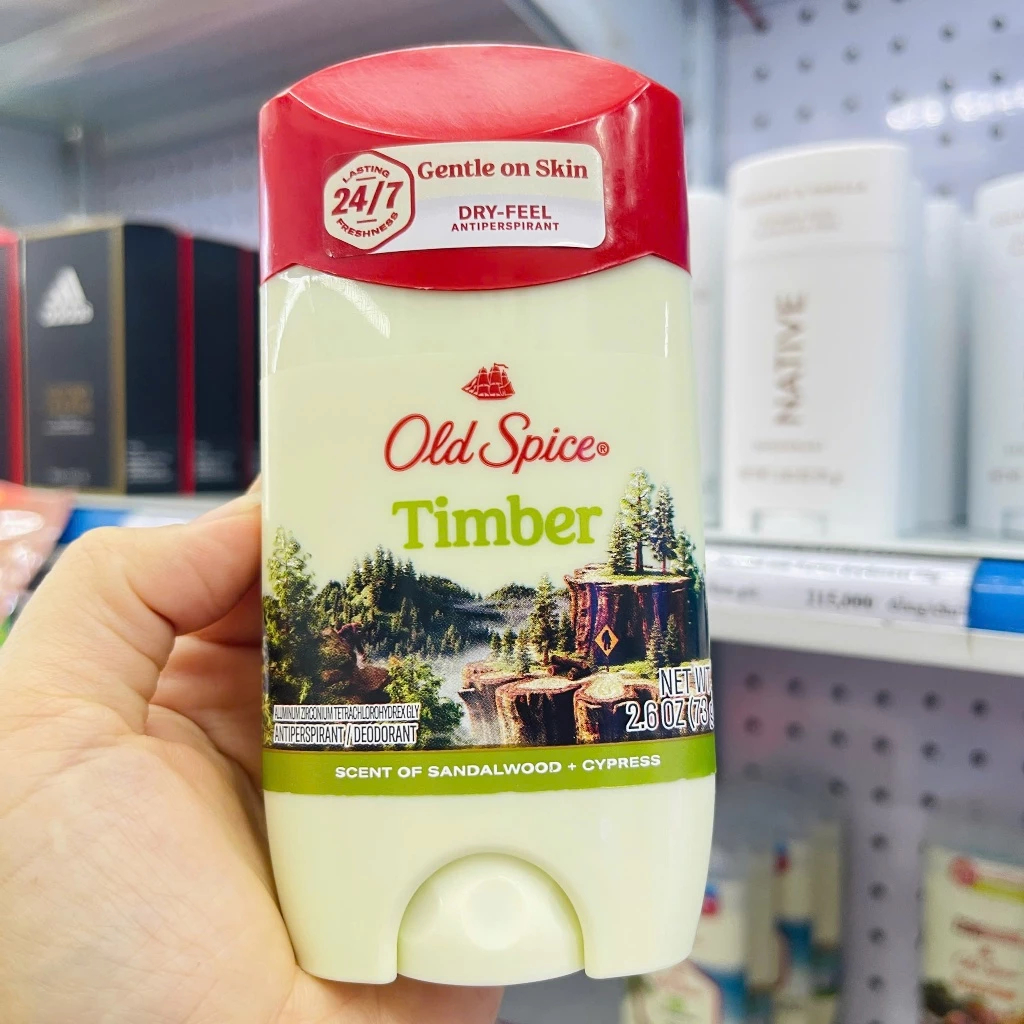 LASTING
24/7
FRESHNESS
Gentle on Skin
DRY-FEEL
ANTIPERSPIRANT
Old Spice®
Timber
ALUMINUM ZIRCONIUM TETRACHLOROHYDREX GLY
ANTIPERSPIRANT / DEODORANT
NET WT
2.6 OZ (73 g
SCENT OF SANDALWOOD + CYPRESS
adidas
NATIVE